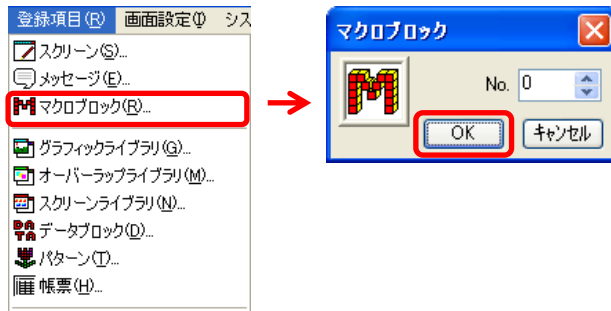 登録項目(R) 画面設定(I) シス
スクリーン(S)...
メッセージ(E)...
マクロブロック(R)...
グラフィックライブラリ(G)...
オーバーラップライブラリ(M)...
スクリーンライブラリ(N)...
データブロック(D)...
パターン(T)...
帳票(H)...
マクロブロック
No. 0
OK キャンセル